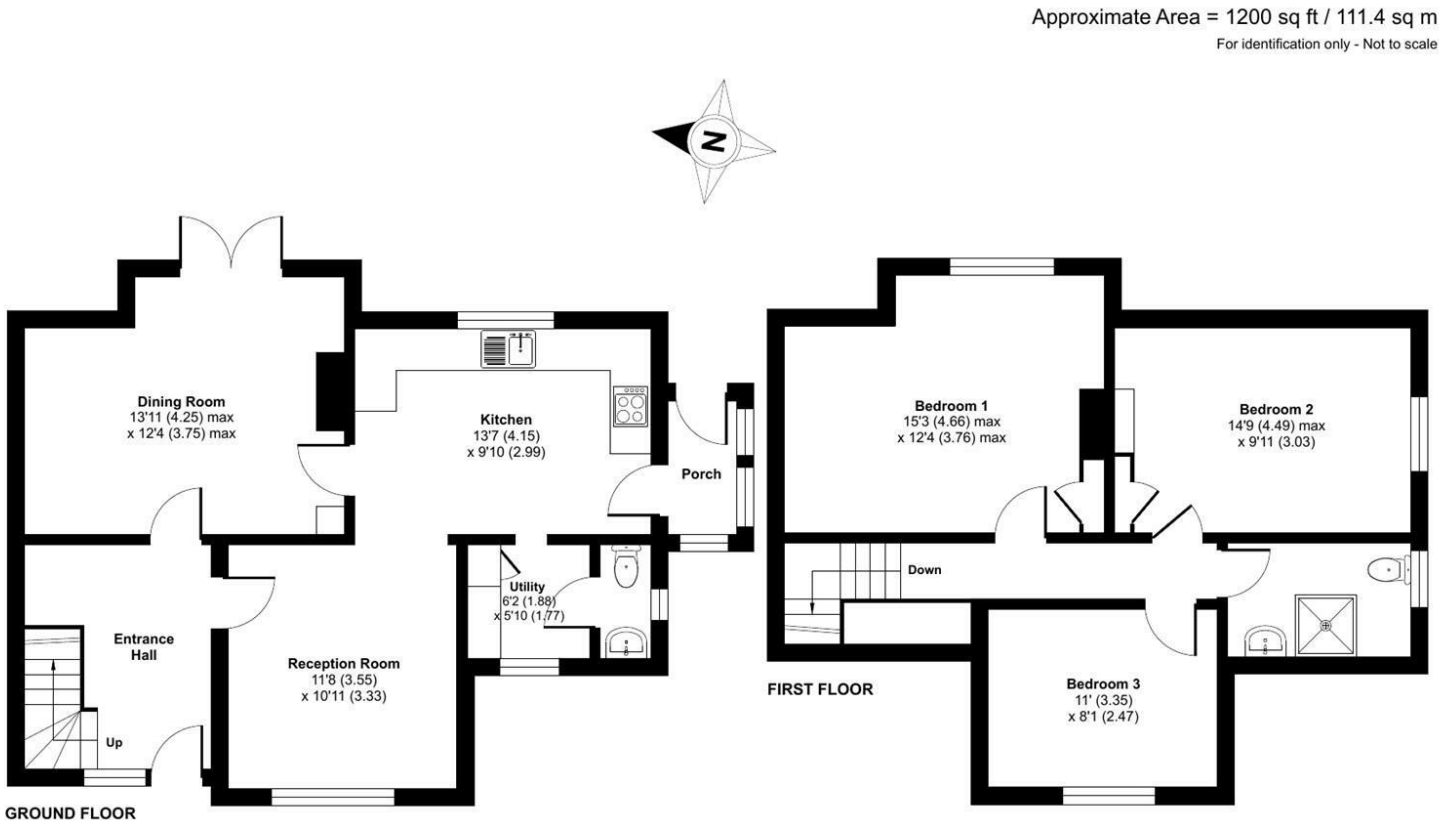 Approximate Area = 1200 sq ft / 111.4 sq m
For identification only - Not to scale
N
Dining Room
13'11 (4.25) max
x 12'4 (3.75) max
Kitchen
13'7 (4.15)
x 9'10 (2.99)
Porch
Utility
6'2 (1.88)
x 5'10 (1.77)
Entrance
Hall
Reception Room
11'8 (3.55)
x 10'11 (3.33)
Up
GROUND FLOOR
Bedroom 1
15'3 (4.66) max
x 12'4 (3.76) max
Bedroom 2
14'9 (4.49) max
x 9'11 (3.03)
Down
Bedroom 3
11' (3.35)
x 8'1 (2.47)
FIRST FLOOR